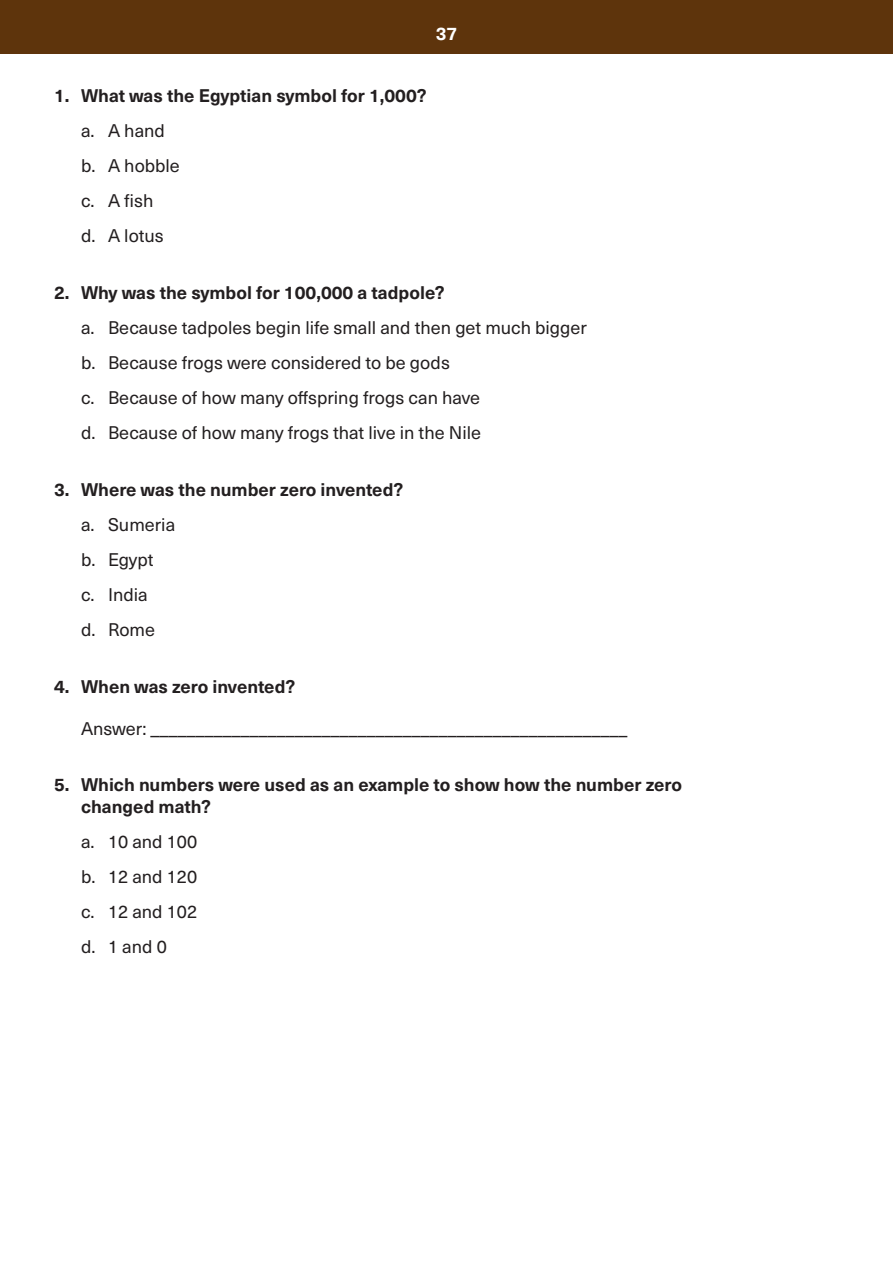 37
1. What was the Egyptian symbol for 1,000?
a. A hand
b. A hobble
c. A fish
d. A lotus
2. Why was the symbol for 100,000 a tadpole?
a. Because tadpoles begin life small and then get much bigger
b. Because frogs were considered to be gods
c. Because of how many offspring frogs can have
d. Because of how many frogs that live in the Nile
3. Where was the number zero invented?
a. Sumeria
b. Egypt
c. India
d. Rome
4. When was zero invented?
Answer: ____________________________________________________
5. Which numbers were used as an example to show how the number zero
changed math?
a. 10 and 100
b. 12 and 120
c. 12 and 102
d. 1 and 0